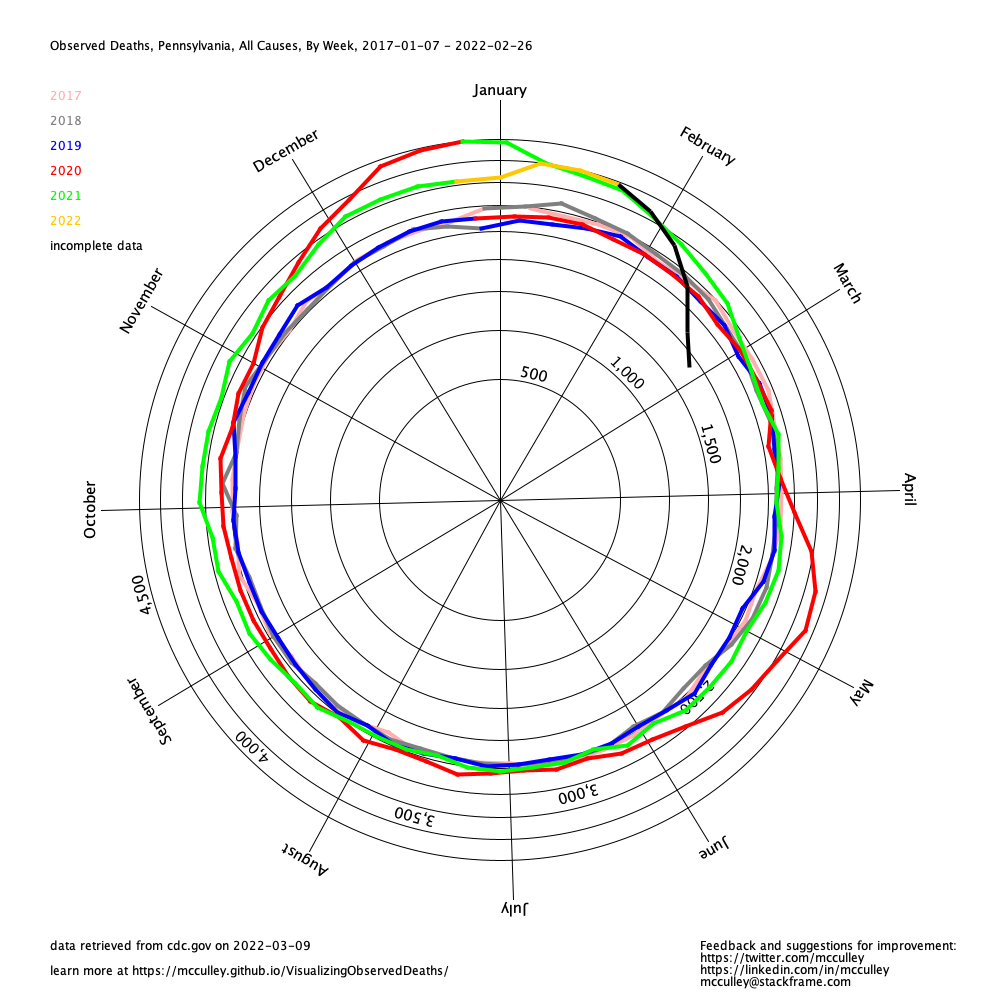 Observed Deaths, Pennsylvania, All Causes, By Week, 2017-01-07 - 2022-02-26
January
2017
2018
2019
2020
2021
2022
incomplete data
December
February
November
March
500
1,000
1,500
October
April
2,000
4,500
May
2,500
September
4,000
3,000
3,500
June
August
July
data retrieved from cdc.gov on 2022-03-09
learn more at https://mcculley.github.io/VisualizingObservedDeaths/
Feedback and suggestions for improvement:
https://twitter.com/mcculley
https://linkedin.com/in/mcculley
mcculley@stackframe.com